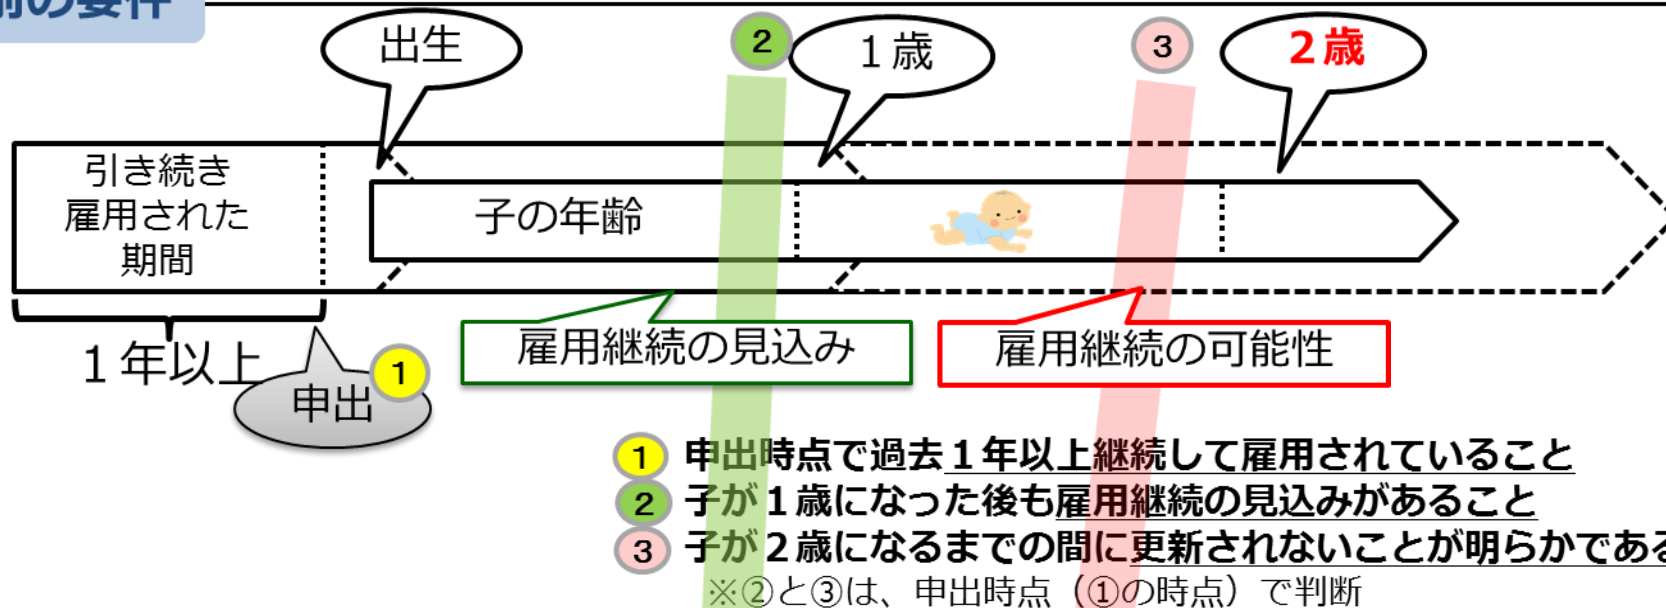 前の要件
出生
2
１歳
3
２歳
引き続き
雇用された
期間
子の年齢
１年以上
申出
1
雇用継続の見込み
雇用継続の可能性
1 申出時点で過去１年以上継続して雇用されていること
2 子が１歳になった後も雇用継続の見込みがあること
3 子が２歳になるまでの間に更新されないことが明らかである
※②と③は、申出時点（①の時点）で判断